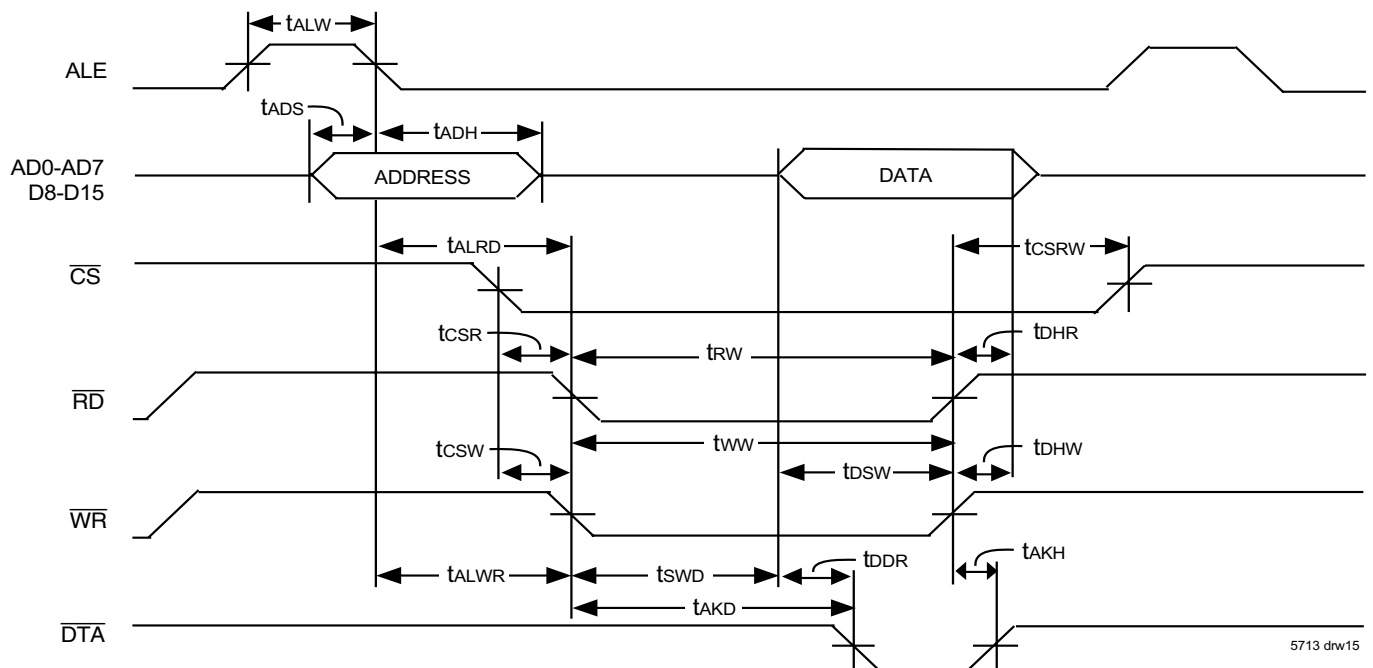 tALW
ALE
tADS
tADH
AD0-AD7
D8-D15
ADDRESS
DATA
tALRD
tCSRW
CS
tCSR
tRW
tDHR
RD
tCSW
tWW
tDHW
tDSW
WR
tALWR
tSWD
tDDR
tAKH
tAKD
DTA
5713 drw15